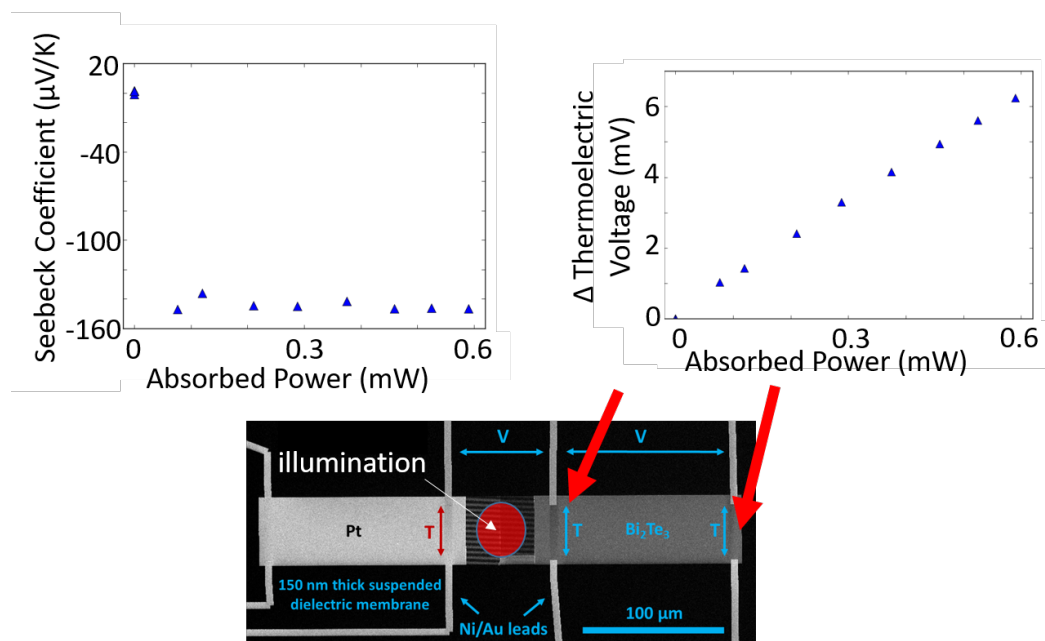 Seebeck Coefficient (µV/K)
20
-40
-100
-160
0
0.3
0.6
Absorbed Power (mW)
Δ Thermoelectric
Voltage (mV)
6
4
2
0
0
0.3
0.6
Absorbed Power (mW)
V
V
illumination
Pt
T
T
Bi₂Te₃
T
150 nm thick suspended
dielectric membrane
Ni/Au leads
100 µm